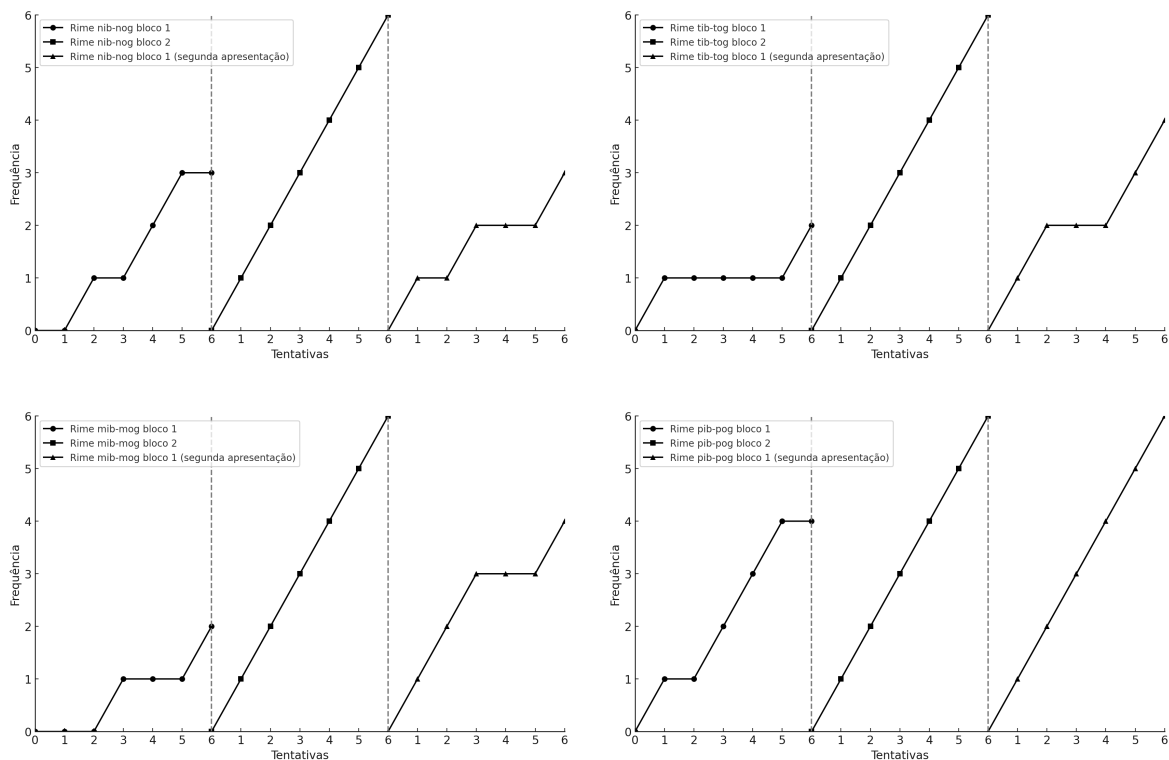 Rime nib-nog bloco 1
Rime nib-nog bloco 2
Rime nib-nog bloco 1 (segunda apresentação)
Frequência
6
5
4
3
2
1
0
0 1 2 3 4 5 6 1 2 3 4 5 6 1 2 3 4 5 6
Tentativas
Rime tib-tog bloco 1
Rime tib-tog bloco 2
Rime tib-tog bloco 1 (segunda apresentação)
Frequência
6
5
4
3
2
1
0
0 1 2 3 4 5 6 1 2 3 4 5 6 1 2 3 4 5 6
Tentativas
Rime mib-mog bloco 1
Rime mib-mog bloco 2
Rime mib-mog bloco 1 (segunda apresentação)
Frequência
6
5
4
3
2
1
0
0 1 2 3 4 5 6 1 2 3 4 5 6 1 2 3 4 5 6
Tentativas
Rime pib-pog bloco 1
Rime pib-pog bloco 2
Rime pib-pog bloco 1 (segunda apresentação)
Frequência
6
5
4
3
2
1
0
0 1 2 3 4 5 6 1 2 3 4 5 6 1 2 3 4 5 6
Tentativas